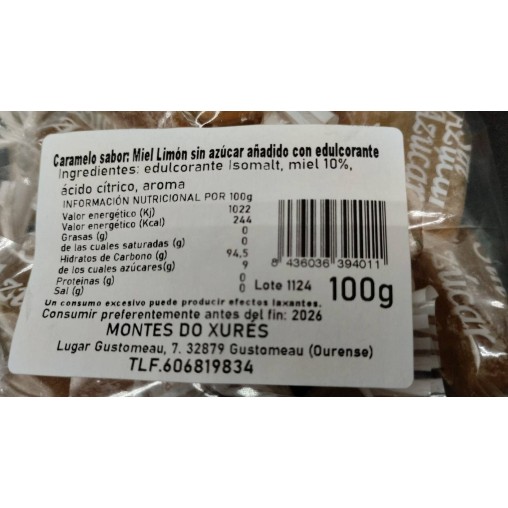 Caramelo sabor: Miel Limón sin azúcar añadido con edulcorante
Ingredientes: edulcorante Isomalt, miel 10%,
ácido cítrico, aroma
INFORMACIÓN NUTRICIONAL POR 100g
Valor energético (Kj) 1022
Valor energético (Kcal) 244
Grasas (g) 0
de las cuales saturadas (g) 0
Hidratos de Carbono (g) 94,5
de los cuales azúcares(g) 9
Proteinas (g) 0
Sal (g) 0
8 436036 394011
Lote 1124 100g
Un consumo excesivo puede producir efectos laxantes.
Consumir preferentemente antes del fin: 2026
MONTES DO XURÉS
Lugar Gustomeau, 7. 32879 Gustomeau (Ourense)
TLF.606819834